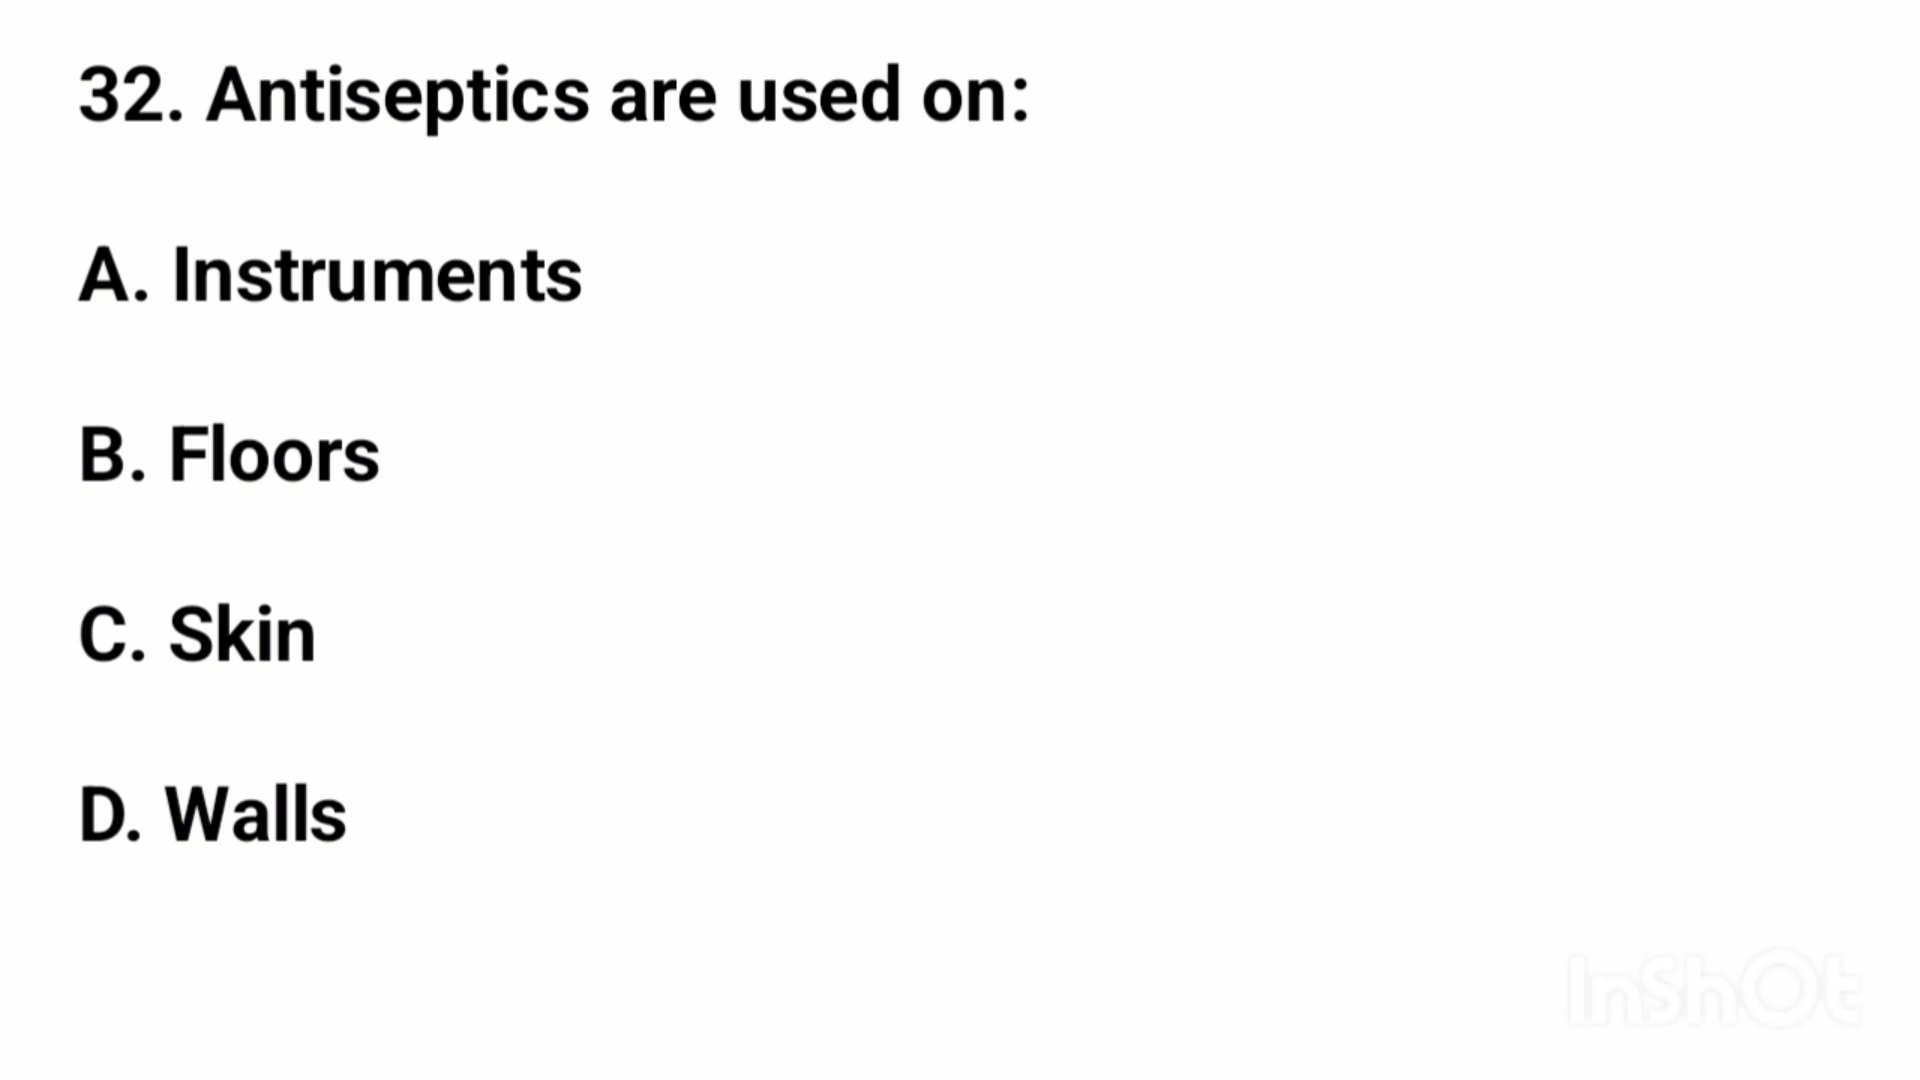 32. Antiseptics are used on:
A. Instruments
B. Floors
C. Skin
D. Walls
InShOt